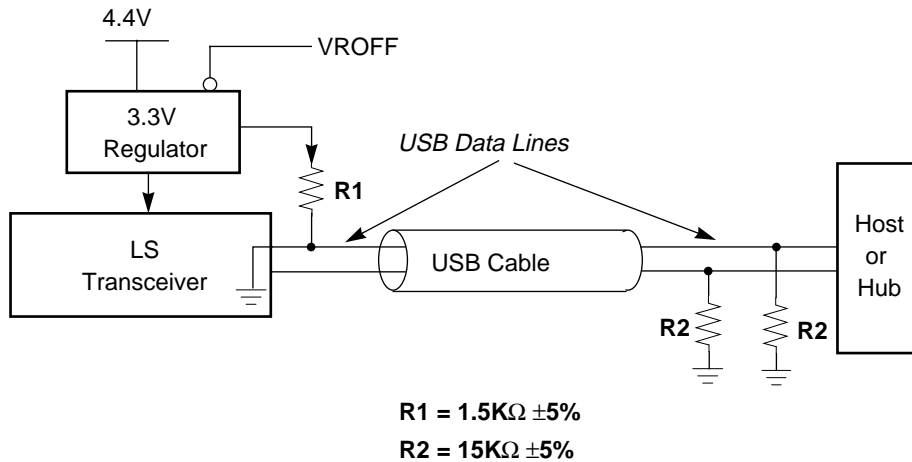 4.4V
VROFF
3.3V
Regulator
USB Data Lines
R1
LS
Transceiver
USB Cable
Host
or
Hub
R2
R2
R1 = 1.5KΩ ±5%
R2 = 15KΩ ±5%